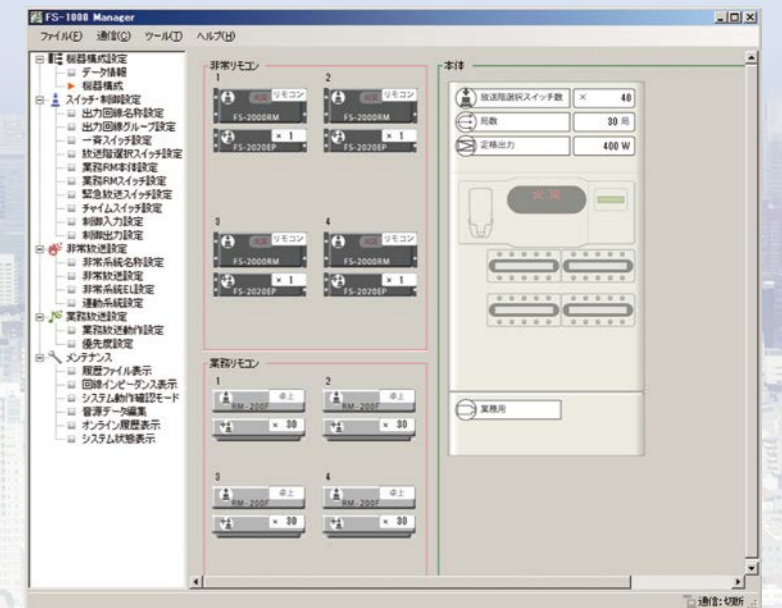 FS-1000 Manager
ファイル(F) 通信(C) ツール(T) ヘルプ(H)
機器構成設定
データ情報
機器構成
スイッチ・制御設定
出力回線名称設定
出力回線グループ設定
一斉スイッチ設定
放送階選択スイッチ設定
業務RM本体設定
業務RMスイッチ設定
緊急放送スイッチ設定
チャイムスイッチ設定
制御入力設定
制御出力設定
非常放送設定
非常系統名称設定
非常放送設定
非常系統EL設定
連動系統設定
業務放送設定
業務放送動作設定
優先度設定
メンテナンス
履歴ファイル表示
回線インピーダンス表示
システム動作確認モード
音源データ編集
オンライン履歴表示
システム状態表示
非常リモコン
1 2
火災 リモコン 火災 リモコン
FS-2000RM FS-2000RM
× 1 × 1
FS-2020EP FS-2020EP
3 4
火災 リモコン 火災 リモコン
FS-2000RM FS-2000RM
× 1 × 1
FS-2020EP FS-2020EP
業務リモコン
1 2
卓上 卓上
RM-200F RM-200F
× 30 × 30
3 4
卓上 卓上
RM-200F RM-200F
× 30 × 30
本体
放送階選択スイッチ数 × 40
局数 30 局
定格出力 400 W
火災
業務用
通信:切断